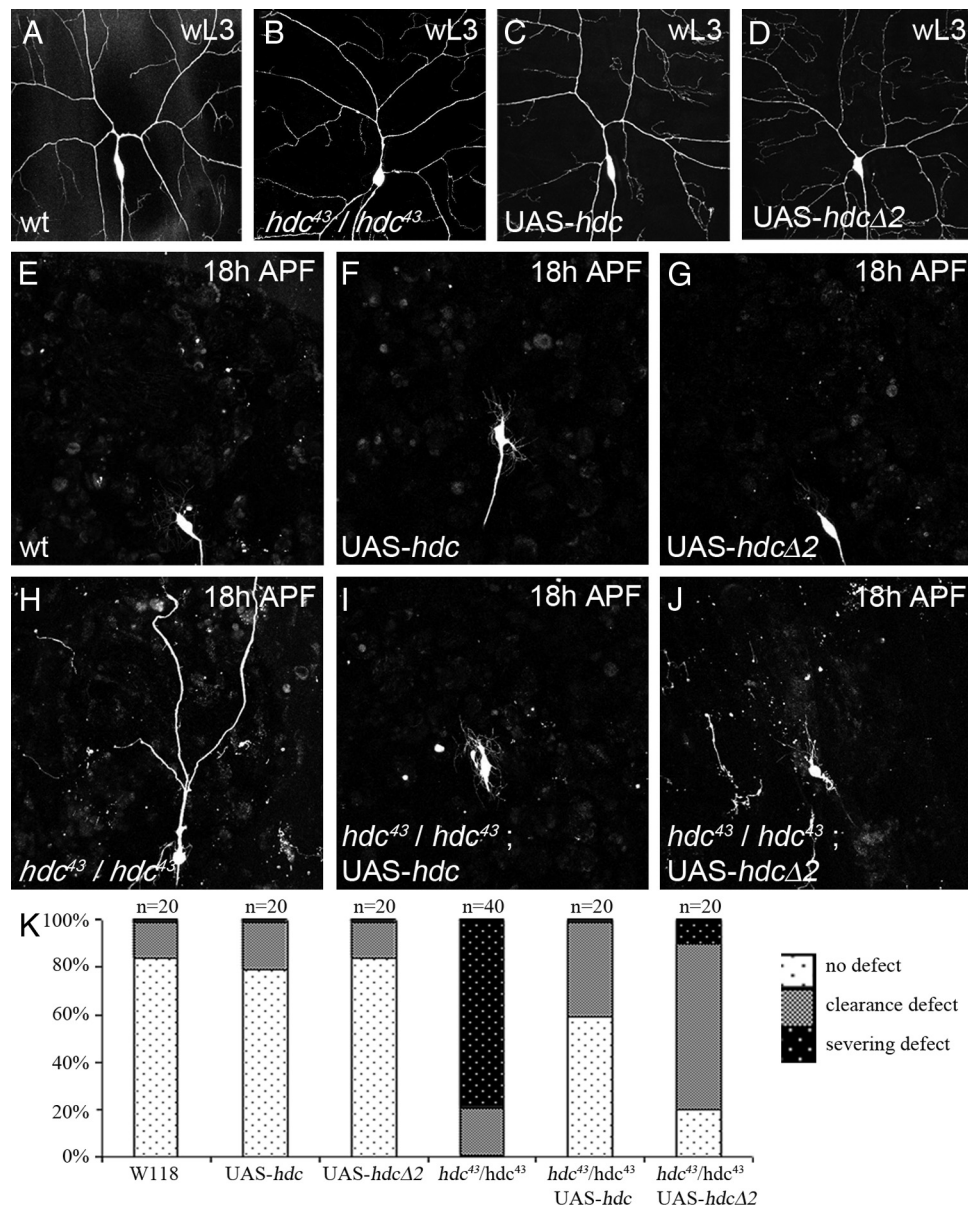 A wL3
wt
B wL3
hdc⁴³ / hdc⁴³
C wL3
UAS-hdc
D wL3
UAS-hdcΔ2
E 18h APF
wt
F 18h APF
UAS-hdc
G 18h APF
UAS-hdcΔ2
H 18h APF
hdc⁴³ / hdc⁴³
I 18h APF
hdc⁴³ / hdc⁴³ ;
UAS-hdc
J 18h APF
hdc⁴³ / hdc⁴³ ;
UAS-hdcΔ2
K
n=20 n=20 n=20 n=40 n=20 n=20
100%
80%
60%
40%
20%
0%
W118 UAS-hdc UAS-hdcΔ2 hdc⁴³/hdc⁴³ hdc⁴³/hdc⁴³ hdc⁴³/hdc⁴³
UAS-hdc UAS-hdcΔ2
no defect
clearance defect
severing defect